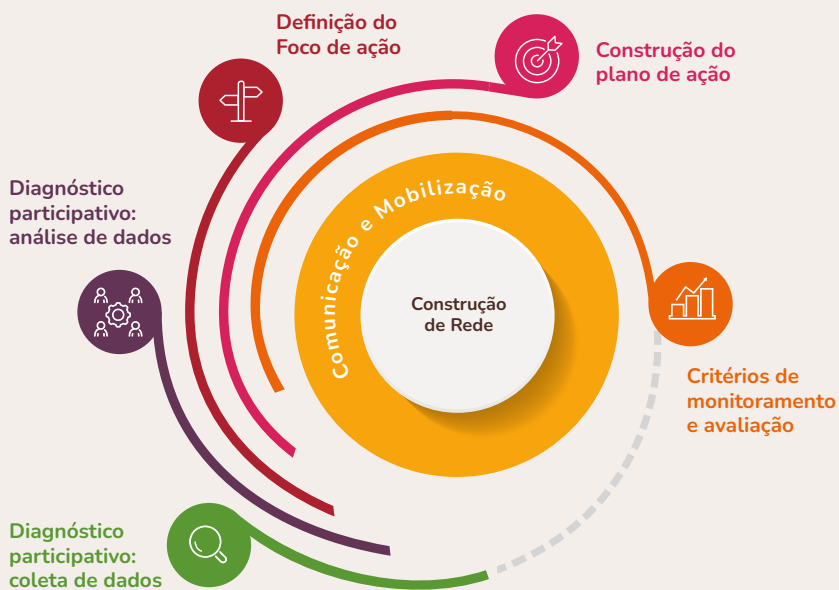 Definição do
Foco de ação
Construção do
plano de ação
Diagnóstico
participativo:
análise de dados
Comunicação e Mobilização
Construção
de Rede
Critérios de
monitoramento
e avaliação
Diagnóstico
participativo:
coleta de dados